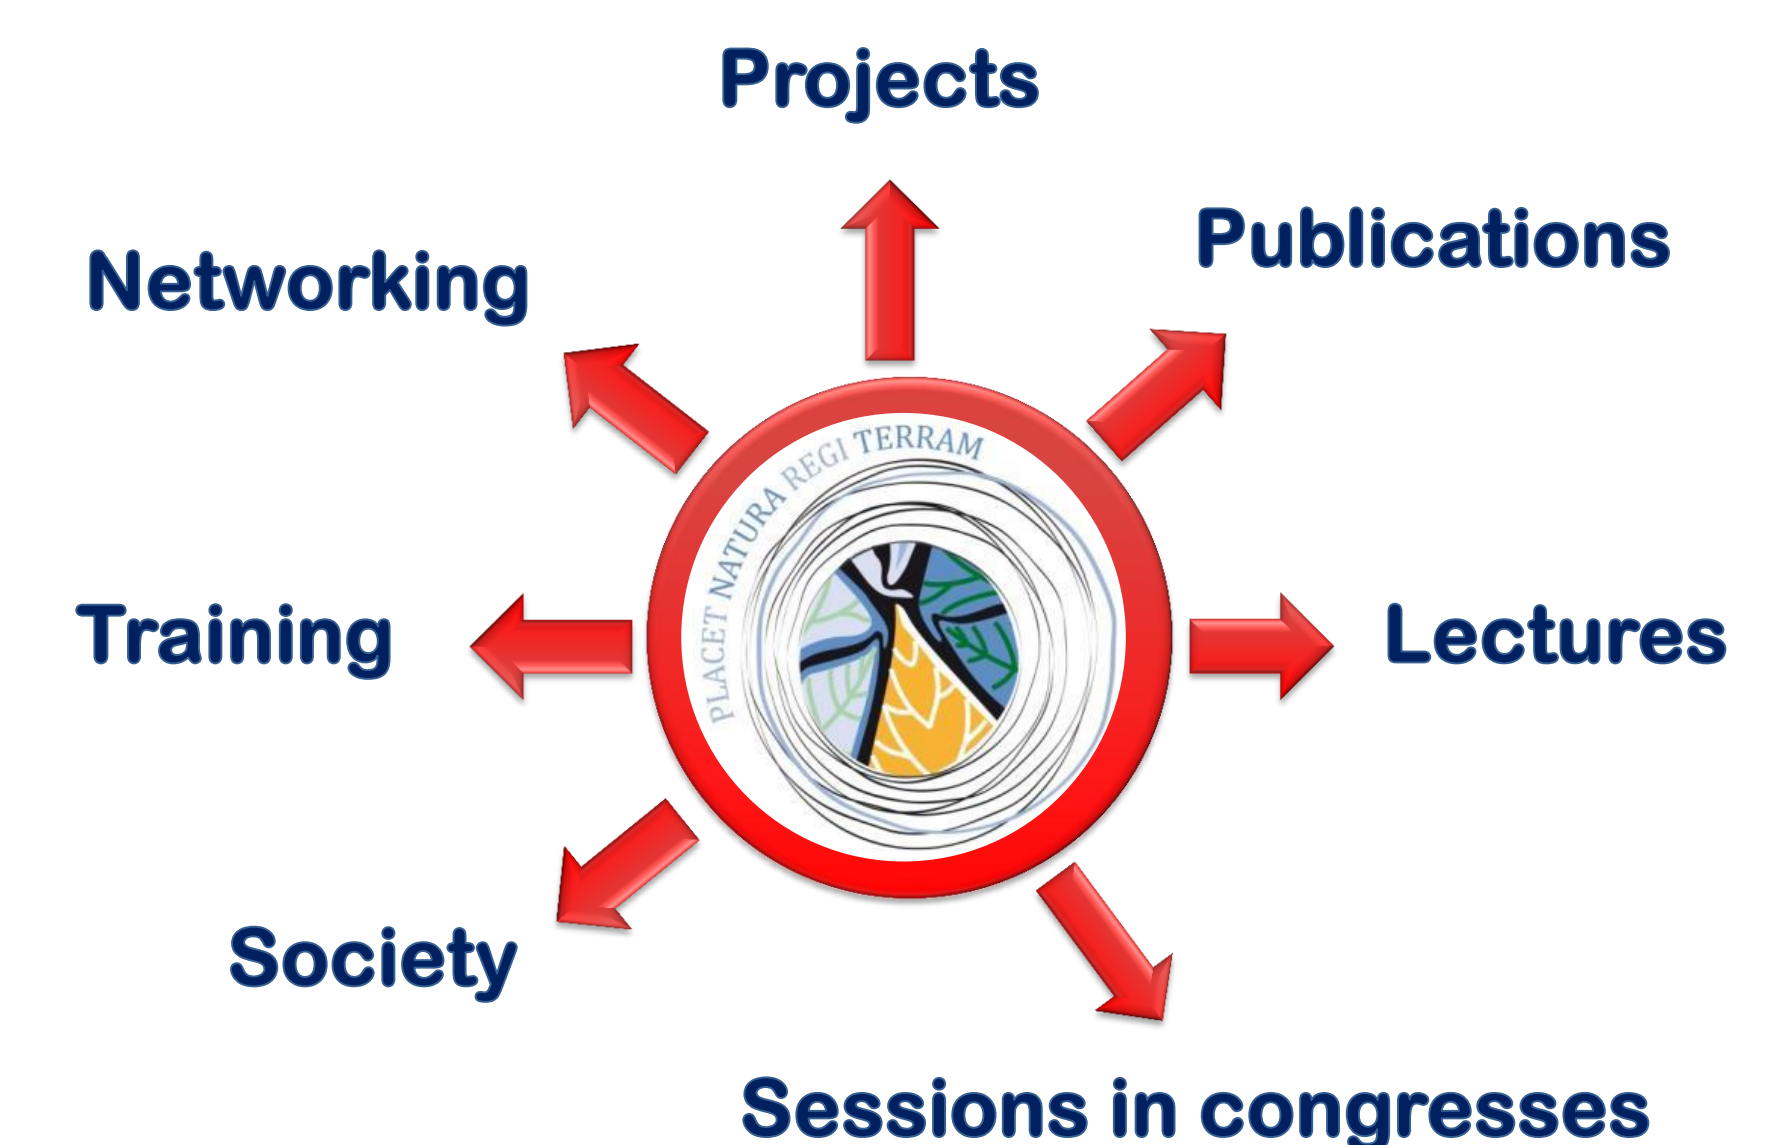 Projects
Publications
Networking
PLACET NATURA REGI TERRAM
Training
Lectures
Society
Sessions in congresses